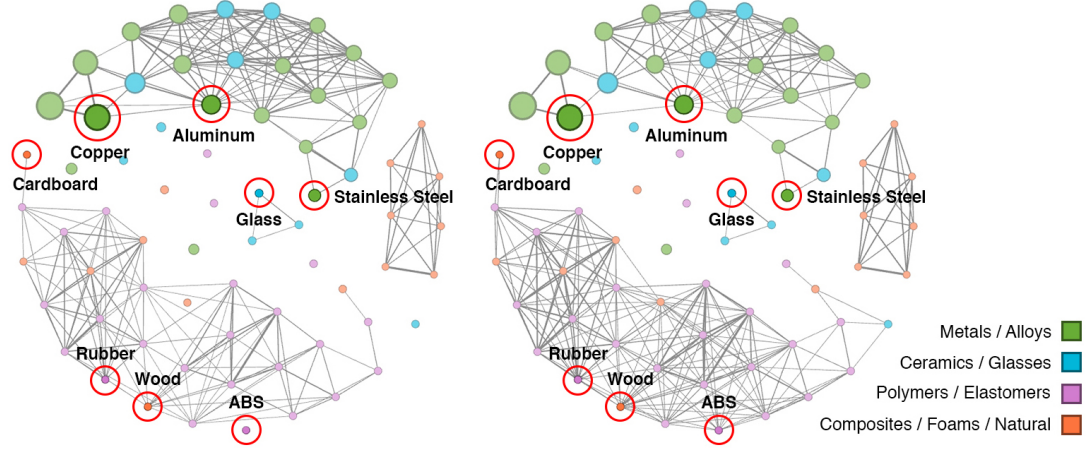 Aluminum
Copper
Cardboard
Stainless Steel
Glass
Rubber
Wood
ABS
Aluminum
Copper
Cardboard
Stainless Steel
Glass
Rubber
Wood
ABS
Metals / Alloys
Ceramics / Glasses
Polymers / Elastomers
Composites / Foams / Natural